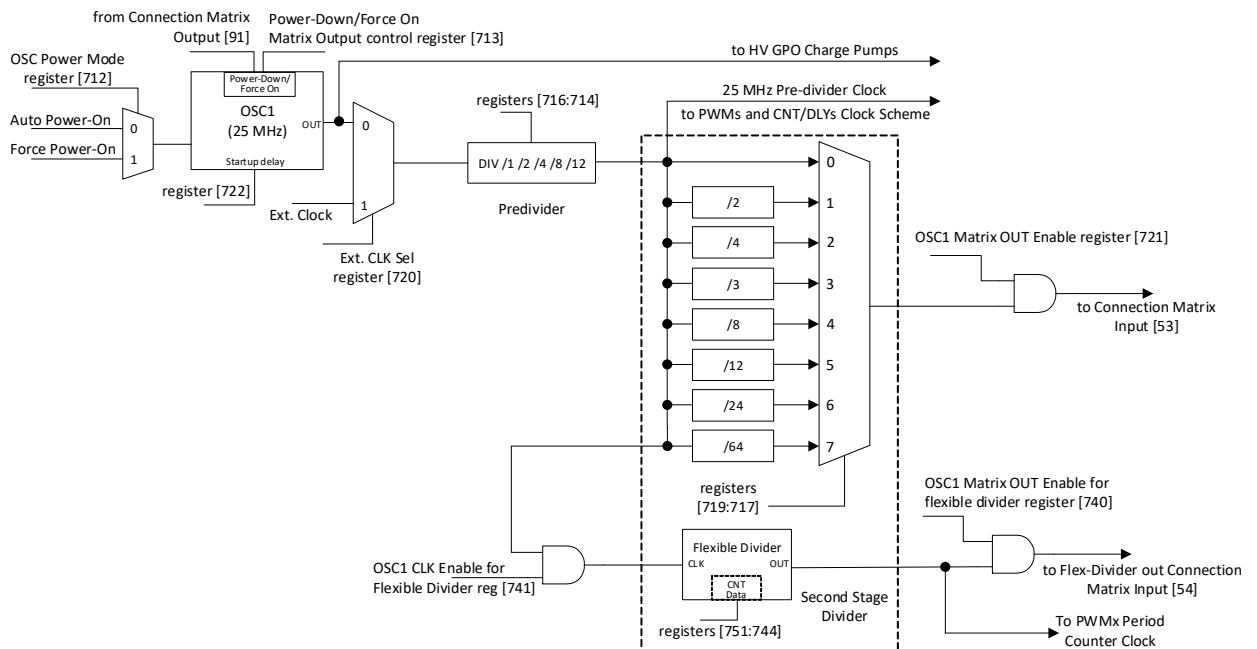 from Connection Matrix
Output [91]
Power-Down/Force On
Matrix Output control register [713]
OSC Power Mode
register [712]
Power-Down/
Force On
OSC1
(25 MHz)
OUT
Startup delay
Auto Power-On
Force Power-On
0
1
register [722]
Ext. Clock
0
1
Ext. CLK Sel
register [720]
registers [716:714]
DIV /1 /2 /4 /8 /12
Predivider
to HV GPO Charge Pumps
25 MHz Pre-divider Clock
to PWMs and CNT/DLYs Clock Scheme
0
/2
1
/4
2
/3
3
/8
4
/12
5
/24
6
/64
7
registers
[719:717]
OSC1 Matrix OUT Enable register [721]
to Connection Matrix
Input [53]
OSC1 CLK Enable for
Flexible Divider reg [741]
Flexible Divider
CLK
OUT
CNT
Data
registers [751:744]
Second Stage
Divider
OSC1 Matrix OUT Enable for
flexible divider register [740]
to Flex-Divider out Connection
Matrix Input [54]
To PWMx Period
Counter Clock